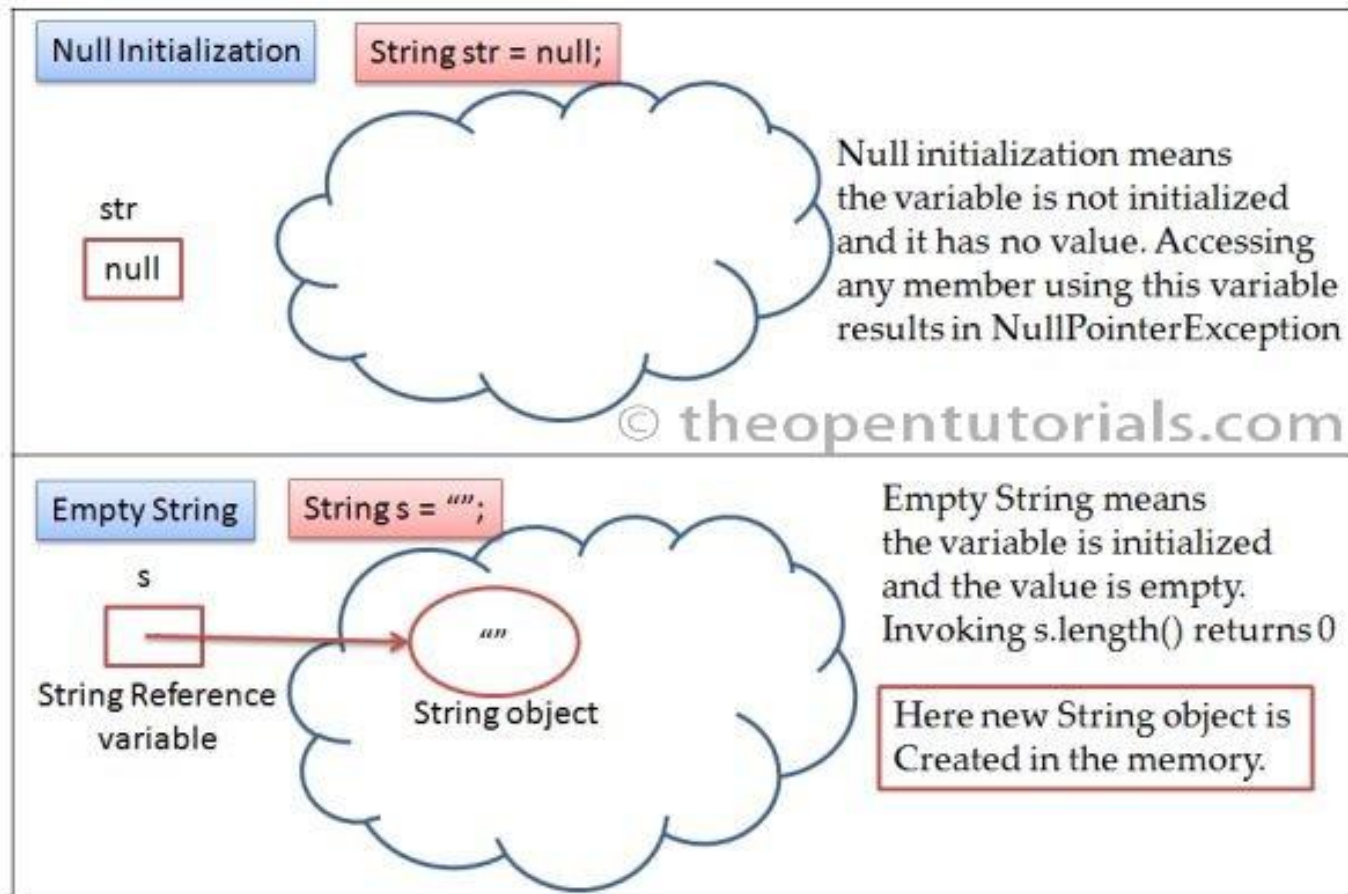 Null Initialization
String str = null;
str
null
Null initialization means
the variable is not initialized
and it has no value. Accessing
any member using this variable
results in NullPointerException
© theopentutorials.com
Empty String
String s = “”;
s
“”
String Reference
variable
String object
Empty String means
the variable is initialized
and the value is empty.
Invoking s.length() returns 0
Here new String object is
Created in the memory.